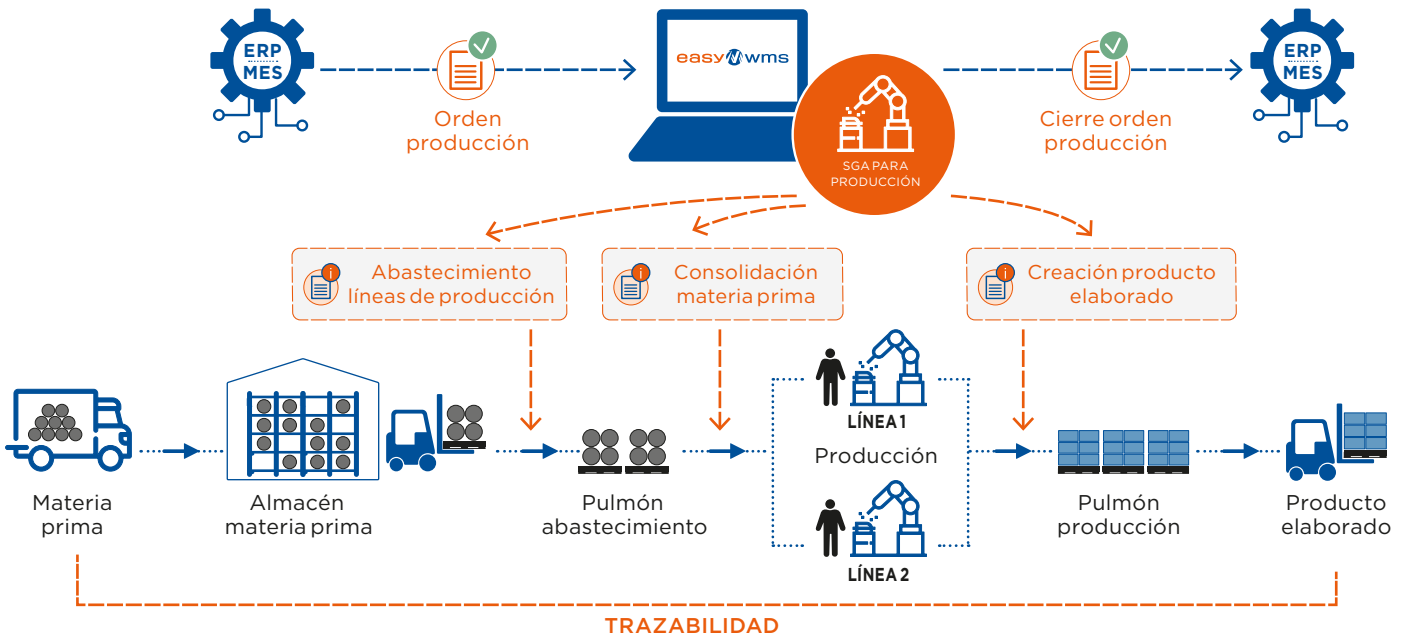 ERP
MES
Orden
producción
easywms
SGA PARA
PRODUCCIÓN
Cierre orden
producción
ERP
MES
i
Abastecimiento
líneas de producción
i
Consolidación
materia prima
i
Creación producto
elaborado
Materia
prima
Almacén
materia prima
Pulmón
abastecimiento
LÍNEA 1
Producción
LÍNEA 2
Pulmón
producción
Producto
elaborado
TRAZABILIDAD